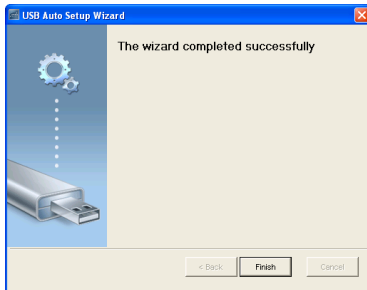 USB Auto Setup Wizard
The wizard completed successfully
< Back
Finish
Cancel